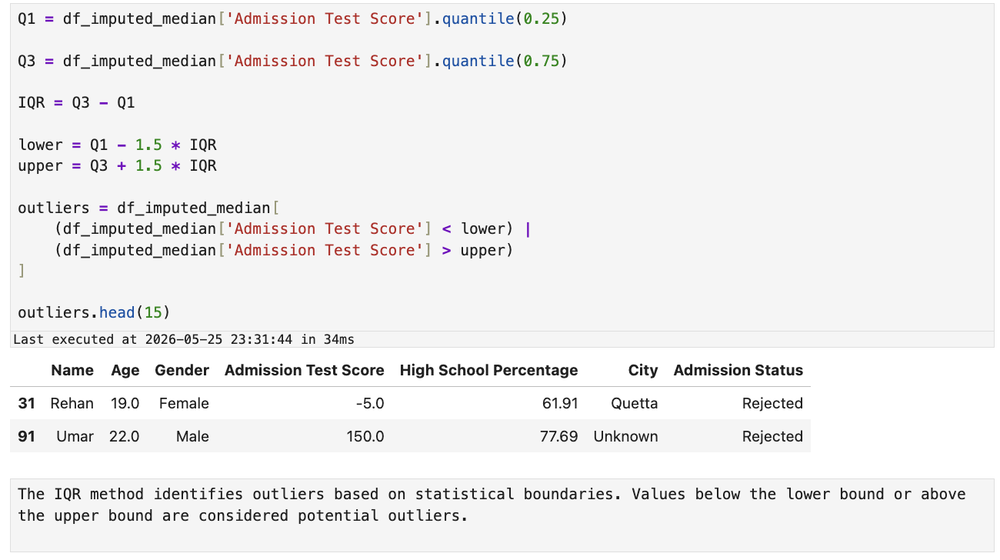 Q1 = df_imputed_median['Admission Test Score'].quantile(0.25)
Q3 = df_imputed_median['Admission Test Score'].quantile(0.75)
IQR = Q3 - Q1
lower = Q1 - 1.5 * IQR
upper = Q3 + 1.5 * IQR
outliers = df_imputed_median[
    (df_imputed_median['Admission Test Score'] < lower) |
    (df_imputed_median['Admission Test Score'] > upper)
]
outliers.head(15)
Last executed at 2026-05-25 23:31:44 in 34ms
Name Age Gender Admission Test Score High School Percentage City Admission Status
31 Rehan 19.0 Female -5.0 61.91 Quetta Rejected
91 Umar 22.0 Male 150.0 77.69 Unknown Rejected
The IQR method identifies outliers based on statistical boundaries. Values below the lower bound or above
the upper bound are considered potential outliers.